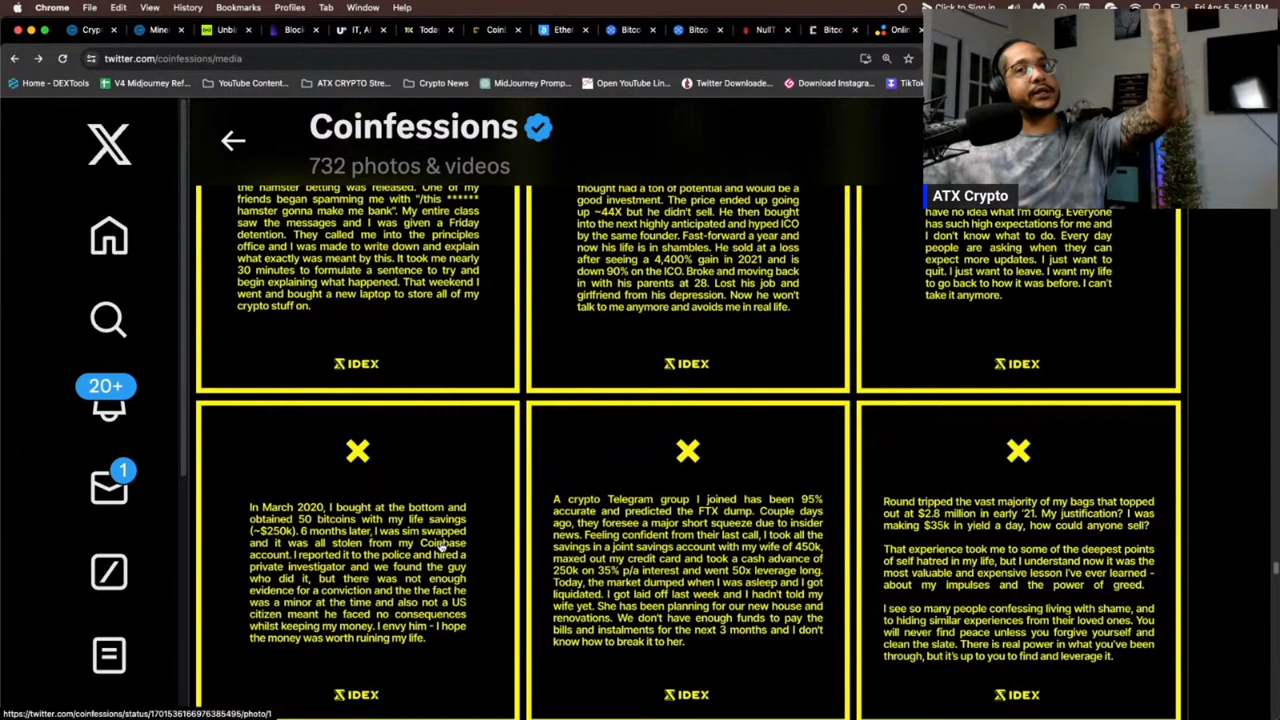 Chrome File Edit View History Bookmarks Profiles Tab Window Help
Click to Sign in
Fri Apr 5 5:41 PM
Cryp
Mine
Unbl
Block
IT, AI
Toda
Coin
Ether
Bitco
Bitco
NullT
Bitco
Onlin
twitter.com/coinfessions/media
Home - DEXTools
V4 Midjourney Ref...
YouTube Content...
ATX CRYPTO Stre...
Crypto News
MidJourney Promp...
Open YouTube Lin...
Twitter Downloade...
Download Instagra...
TikTok
ATX Crypto
Coinfessions
732 photos & videos
20+
1
the hamster betting was released. One of my
friends began spamming me with "/this ******
hamster gonna make me bank". My entire class
saw the messages and I was given a Friday
detention. They called me into the principles
office and I was made to write down and explain
what exactly was meant by this. It took me nearly
30 minutes to formulate a sentence to try and
begin explaining what happened. That weekend I
went and bought a new laptop to store all of my
crypto stuff on.
IDEX
thought had a ton of potential and would be a
good investment. The price ended up going
up ~44X but he didn't sell. He then bought
into the next highly anticipated and hyped ICO
by the same founder. Fast-forward a year and
now his life is in shambles. He sold at a loss
after seeing a 4,400% gain in 2021 and is
down 90% on the ICO. Broke and moving back
in with his parents at 28. Lost his job and
girlfriend from his depression. Now he won't
talk to me anymore and avoids me in real life.
IDEX
have no idea what I'm doing. Everyone
has such high expectations for me and
I don't know what to do. Every day
people are asking when they can
expect more updates. I just want to
quit. I just want to leave. I want my life
to go back to how it was before. I can't
take it anymore.
IDEX
In March 2020, I bought at the bottom and
obtained 50 bitcoins with my life savings
(~$250k). 6 months later, I was sim swapped
and it was all stolen from my Coinbase
account. I reported it to the police and hired a
private investigator and we found the guy
who did it, but there was not enough
evidence for a conviction and the the fact he
was a minor at the time and also not a US
citizen meant he faced no consequences
whilst keeping my money. I envy him - I hope
the money was worth ruining my life.
IDEX
A crypto Telegram group I joined has been 95%
accurate and predicted the FTX dump. Couple days
ago, they foresee a major short squeeze due to insider
news. Feeling confident from their last call, I took all the
savings in a joint savings account with my wife of 450k,
maxed out my credit card and took a cash advance of
250k on 35% p/a interest and went 50x leverage long.
Today, the market dumped when I was asleep and I got
liquidated. I got laid off last week and I hadn't told my
wife yet. She has been planning for our new house and
renovations. We don't have enough funds to pay the
bills and instalments for the next 3 months and I don't
know how to break it to her.
IDEX
Round tripped the vast majority of my bags that topped
out at $2.8 million in early '21. My justification? I was
making $35k in yield a day, how could anyone sell?
That experience took me to some of the deepest points
of self hatred in my life, but I understand now it was the
most valuable and expensive lesson I've ever learned -
about my impulses and the power of greed.
I see so many people confessing living with shame, and
to hiding similar experiences from their loved ones. You
will never find peace unless you forgive yourself and
clean the slate. There is real power in what you've been
through, but it's up to you to find and leverage it.
IDEX
https://twitter.com/coinfessions/status/1701536166976385495/photo/1